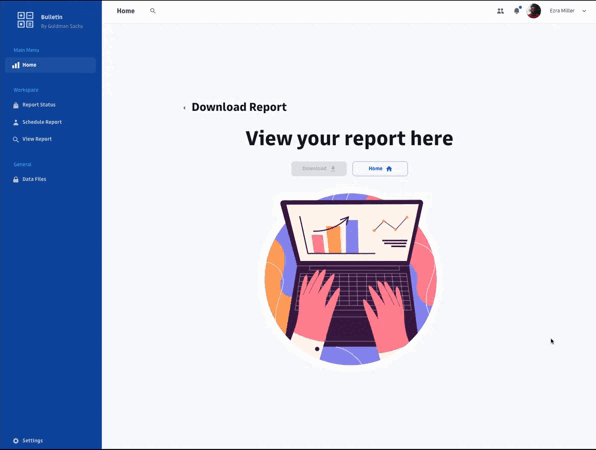 Bulletin
By Goldman Sachs
Main Menu
Home
Workspace
Report Status
Schedule Report
View Report
General
Data Files
Settings
Home
Ezra Miller
Download Report
View your report here
Download
Home